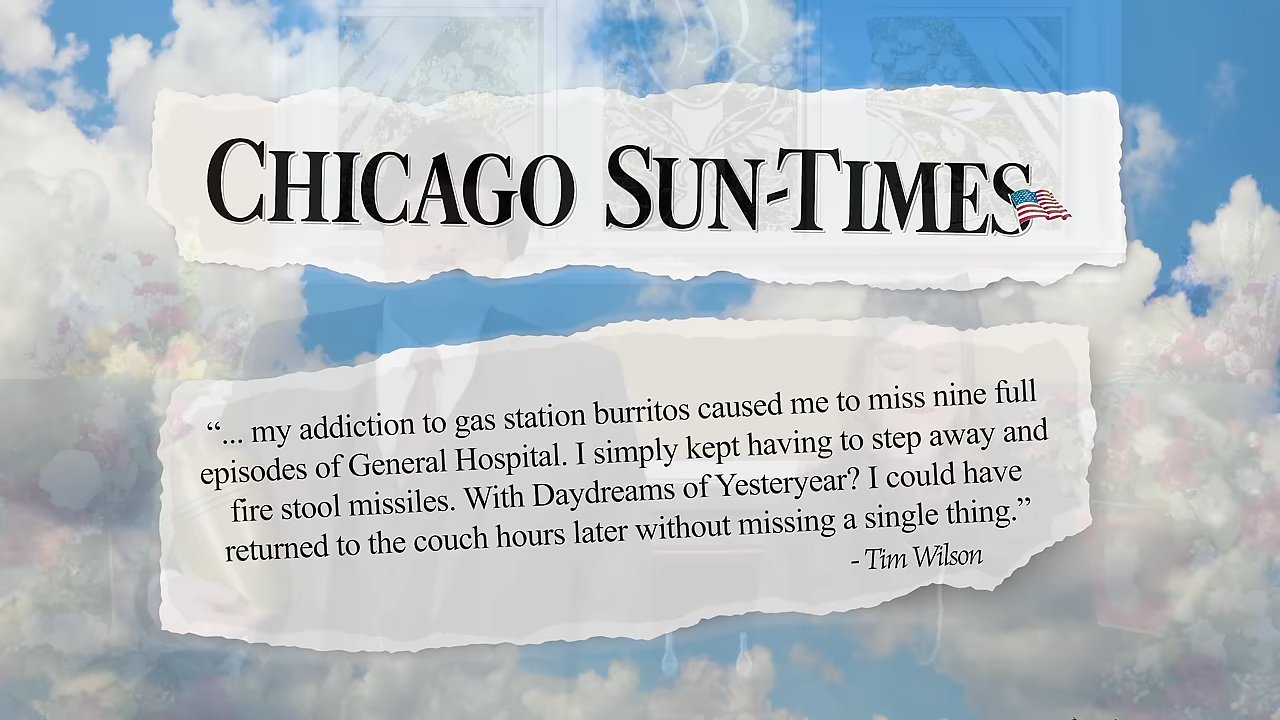 CHICAGO SUN-TIMES
“... my addiction to gas station burritos caused me to miss nine full
episodes of General Hospital. I simply kept having to step away and
fire stool missiles. With Daydreams of Yesteryear? I could have
returned to the couch hours later without missing a single thing.”
- Tim Wilson